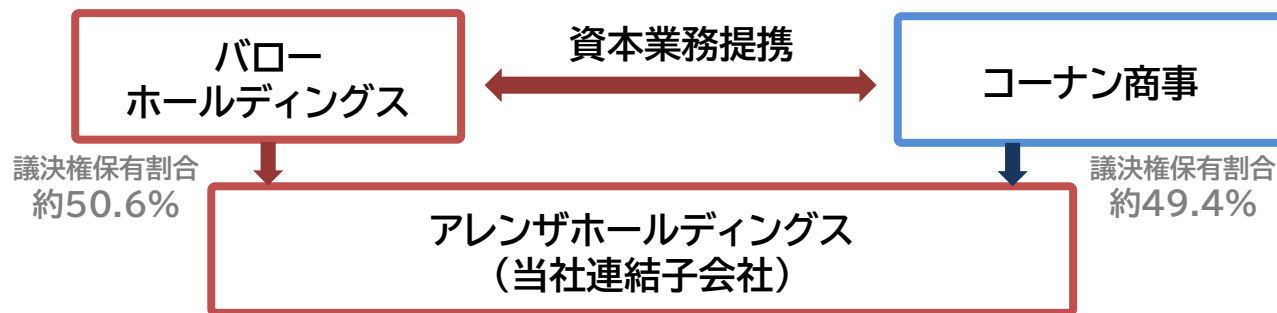 バロー
ホールディングス
資本業務提携
コーナン商事
議決権保有割合
約50.6%
議決権保有割合
約49.4%
アレンザホールディングス
（当社連結子会社）